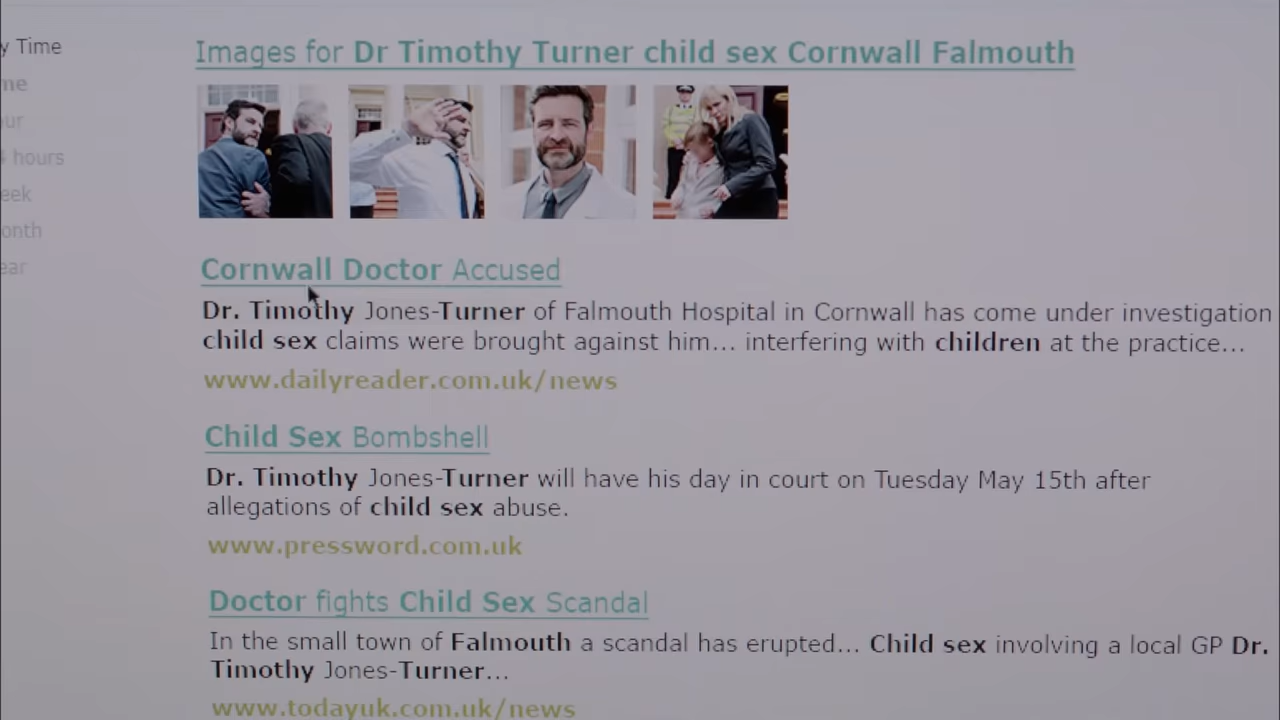 y Time
Images for Dr Timothy Turner child sex Cornwall Falmouth
me
ur
hours
eek
onth
ear
Cornwall Doctor Accused
Dr. Timothy Jones-Turner of Falmouth Hospital in Cornwall has come under investigation
child sex claims were brought against him... interfering with children at the practice...
www.dailyreader.com.uk/news
Child Sex Bombshell
Dr. Timothy Jones-Turner will have his day in court on Tuesday May 15th after
allegations of child sex abuse.
www.pressword.com.uk
Doctor fights Child Sex Scandal
In the small town of Falmouth a scandal has erupted... Child sex involving a local GP Dr.
Timothy Jones-Turner...
www.todayuk.com.uk/news